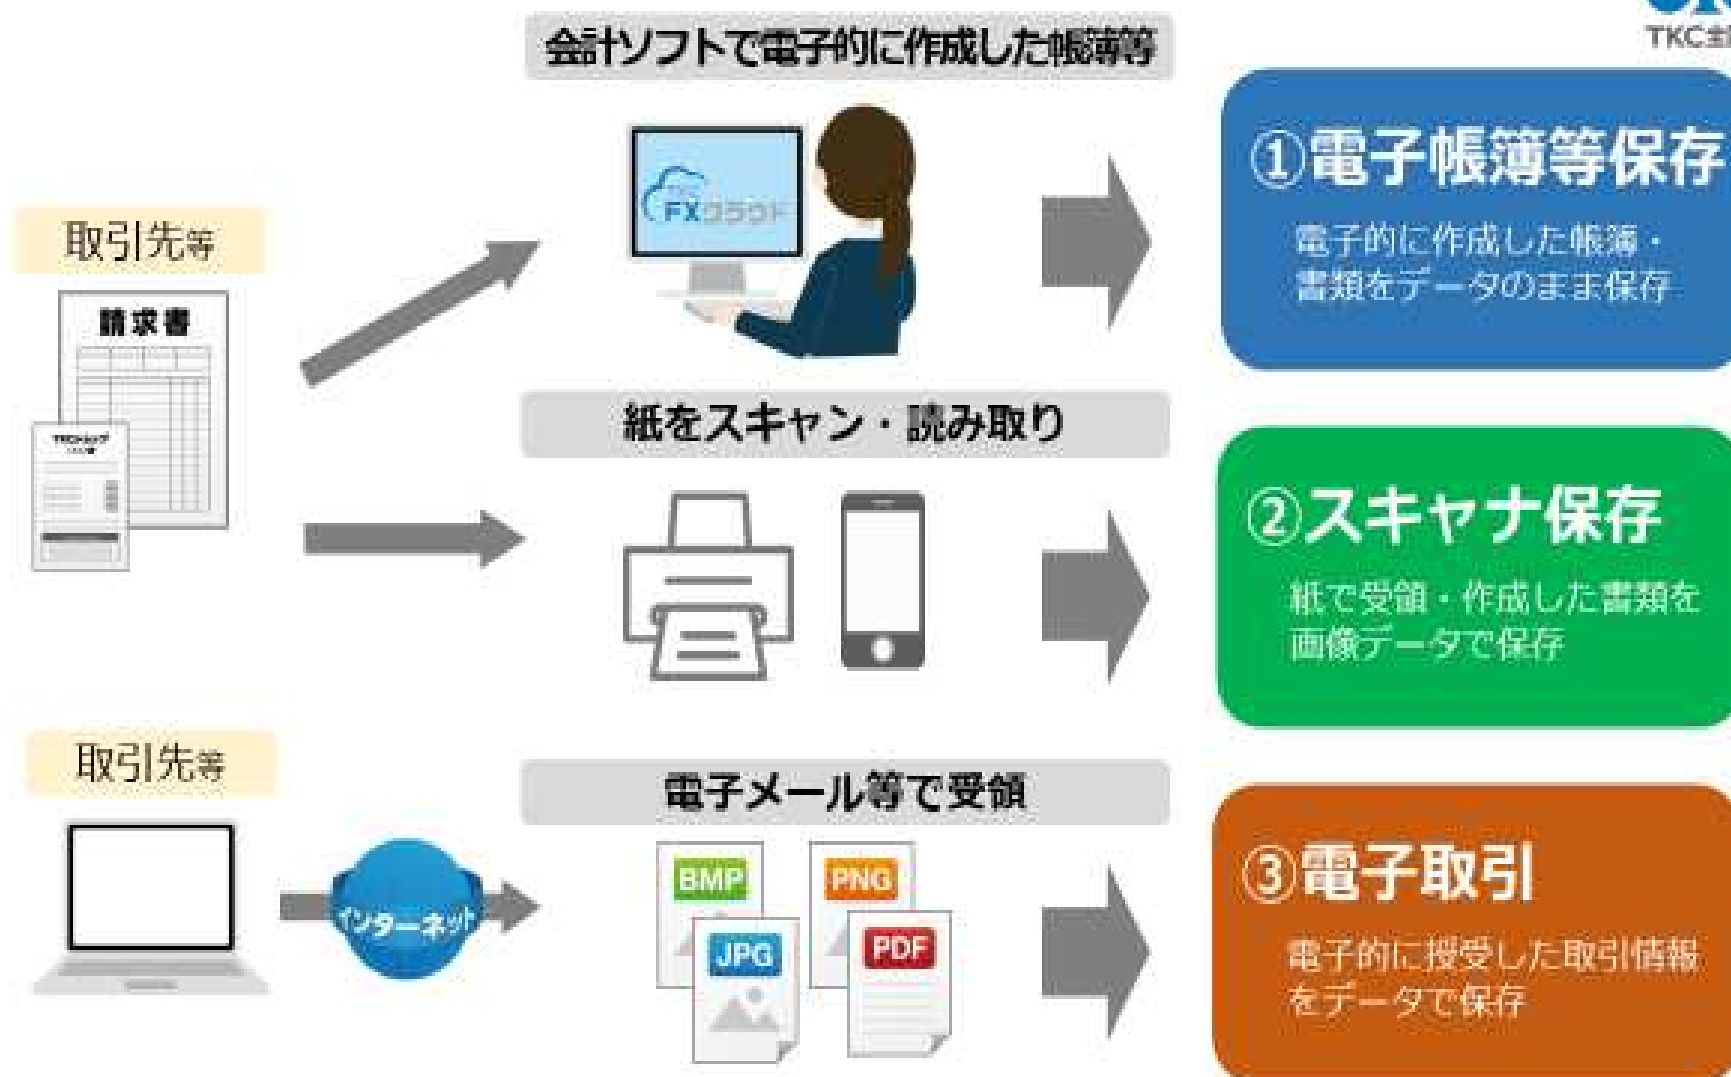 会計ソフトで電子的に作成した帳簿等
TKC全
①電子帳簿等保存
電子的に作成した帳簿・
書類をデータのまま保存
FXクラウド
取引先等
請求書
紙をスキャン・読み取り
②スキャナ保存
紙で受領・作成した書類を
画像データで保存
取引先等
インターネット
電子メール等で受領
BMP
PNG
JPG
PDF
③電子取引
電子的に授受した取引情報
をデータで保存